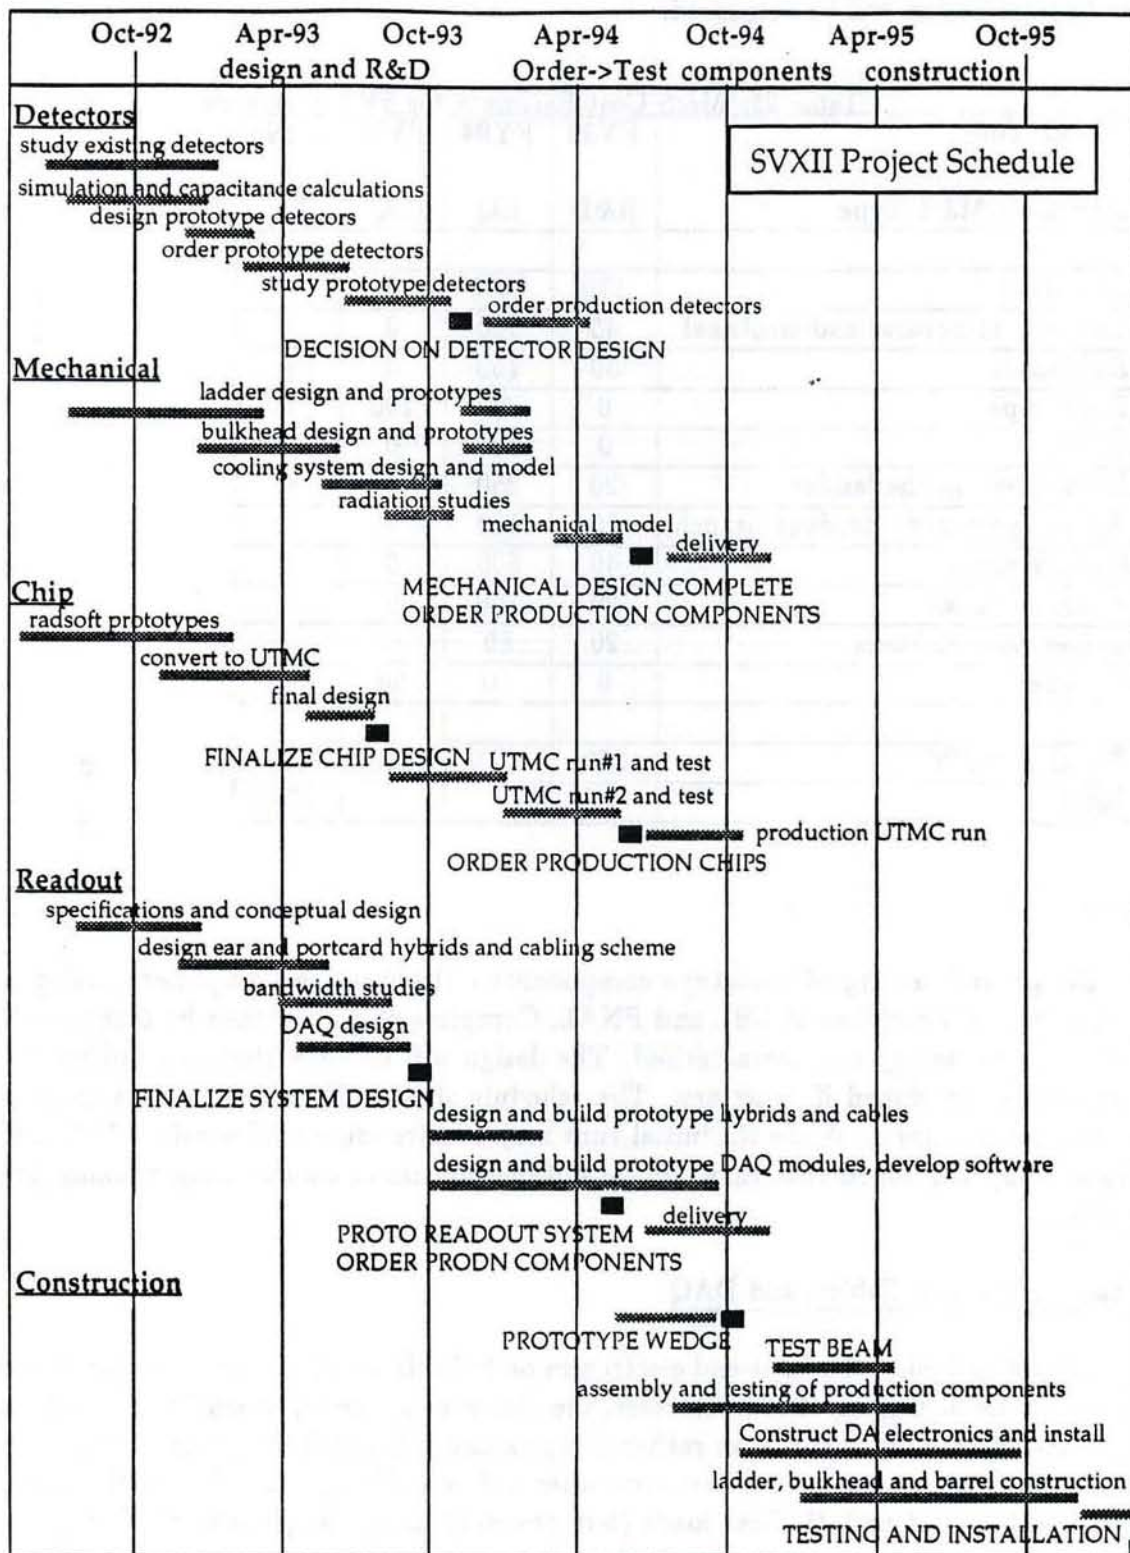 Oct-92 Apr-93 Oct-93 Apr-94 Oct-94 Apr-95 Oct-95
design and R&D Order->Test components construction
SVXII Project Schedule
Detectors
study existing detectors
simulation and capacitance calculations
design prototype detecors
order prototype detectors
study prototype detectors
order production detectors
DECISION ON DETECTOR DESIGN
Mechanical
ladder design and prcotypes
bulkhead design and prototypes
cooling system design and model
radiation studies
mechanical model
delivery
MECHANICAL DESIGN COMPLETE
ORDER PRODUCTION COMPONENTS
Chip
radsoft prototypes
convert to UTMC
final design
FINALIZE CHIP DESIGN
UTMC run#1 and test
UTMC run#2 and test
production UTMC run
ORDER PRODUCTION CHIPS
Readout
specifications and conceptual design
design ear and portcard hybrids and cabling scheme
bandwidth studies
DAQ design
FINALIZE SYSTEM DESIGN
design and build prototype hybrids and cables
design and build prototype DAQ modules, develop software
PROTO READOUT SYSTEM
delivery
ORDER PRODN COMPONENTS
Construction
PROTOTYPE WEDGE
TEST BEAM
assembly and testing of production components
Construct DA electronics and install
ladder, bulkhead and barrel construction
TESTING AND INSTALLATION